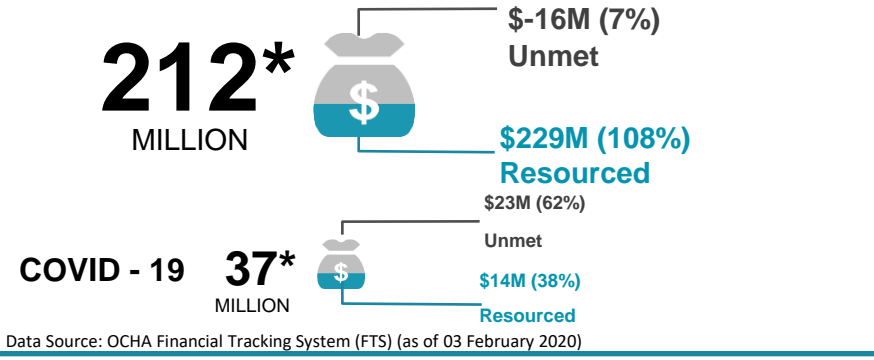 212*
MILLION
$
$-16M (7%)
Unmet
$229M (108%)
Resourced
COVID - 19
37*
MILLION
$
$23M (62%)
Unmet
$14M (38%)
Resourced
Data Source: OCHA Financial Tracking System (FTS) (as of 03 February 2020)